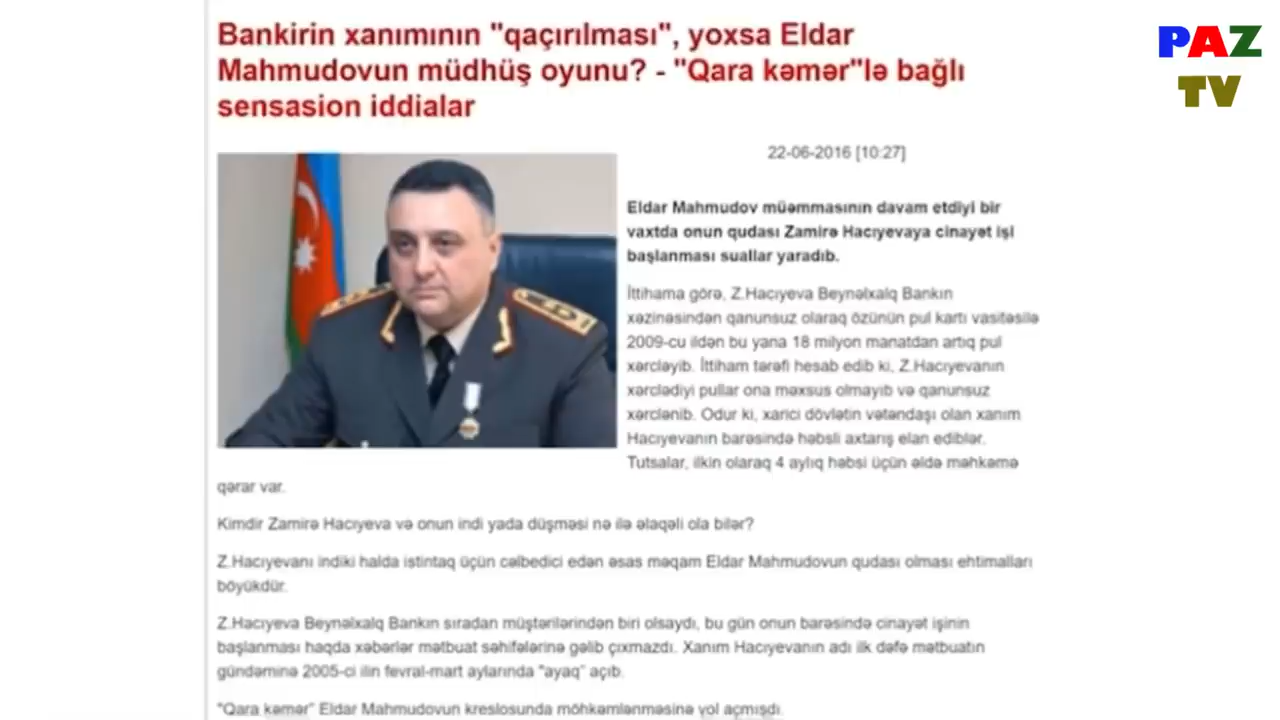 Bankirin xanımının "qaçırılması", yoxsa Eldar
Mahmudovun müdhüş oyunu? - "Qara kəmər"lə bağlı
sensasion iddialar
PAZ
TV
22-06-2016 [10:27]
Eldar Mahmudov müəmmasının davam etdiyi bir
vaxtda onun qudası Zamirə Hacıyevaya cinayət işi
başlanması suallar yaradıb.
İttihama görə, Z.Hacıyeva Beynəlxalq Bankın
xəzinəsindən qanunsuz olaraq özünün pul kartı vasitəsilə
2009-cu ildən bu yana 18 milyon manatdan artıq pul
xərcləyib. İttiham tərəfi hesab edib ki, Z.Hacıyevanın
xərclədiyi pullar ona məxsus olmayıb və qanunsuz
xərclənib. Odur ki, xarici dövlətin vətəndaşı olan xanım
Hacıyevanın barəsində həbsli axtarış elan ediblər.
Tutsalar, ilkin olaraq 4 aylıq həbsi üçün əldə məhkəmə
qərar var.
Kimdir Zamirə Hacıyeva və onun indi yada düşməsi nə ilə əlaqəli ola bilər?
Z.Hacıyevanı indiki halda istintaq üçün cəlbedici edən əsas məqam Eldar Mahmudovun qudası olması ehtimalları
böyükdür.
Z.Hacıyeva Beynəlxalq Bankın sıradan müştərilərindən biri olsaydı, bu gün onun barəsində cinayət işinin
başlanması haqda xəbərlər mətbuat səhifələrinə gəlib çıxmazdı. Xanım Hacıyevanın adı ilk dəfə mətbuatın
gündəminə 2005-ci ilin fevral-mart aylarında "ayaq" açıb.
"Qara kəmər" Eldar Mahmudovun kreslosunda möhkəmlənməsinə yol açmışdı.